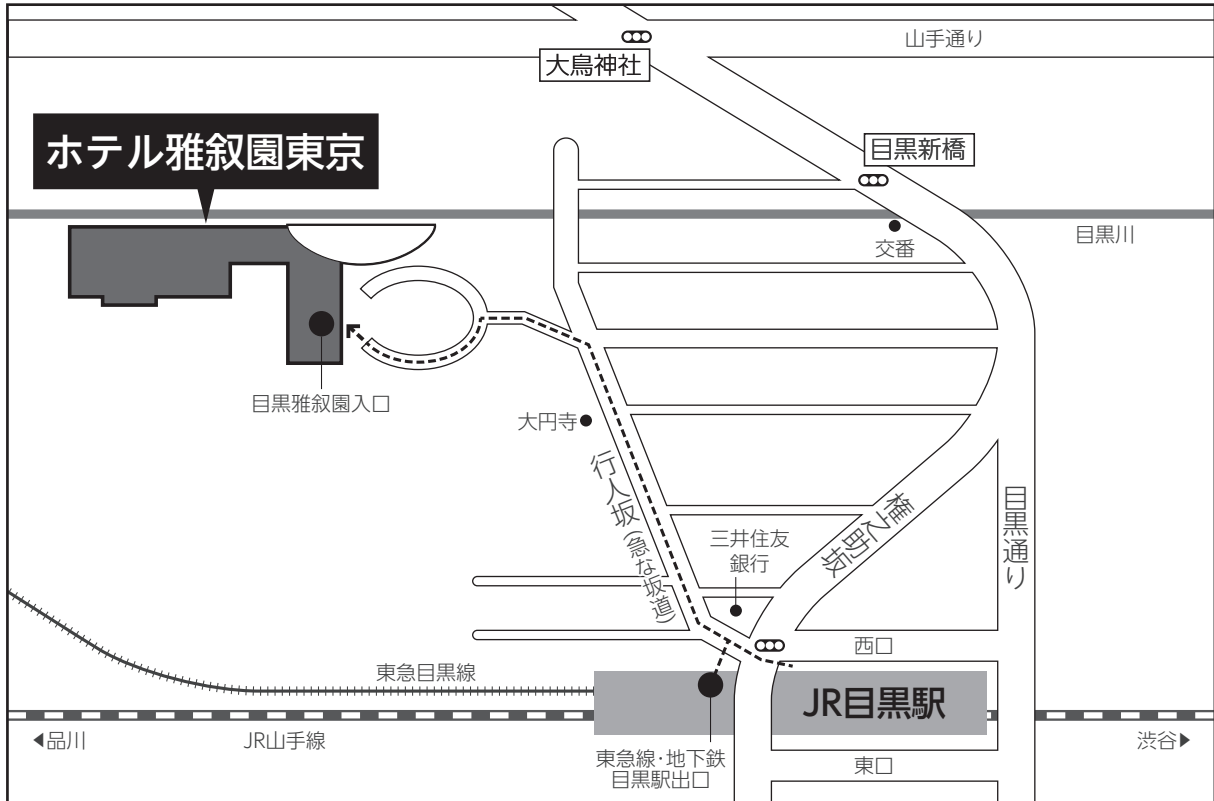 山手通り
大鳥神社
ホテル雅叙園東京
目黒新橋
目黒川
交番
目黒雅叙園入口
大円寺
行人坂(急な坂道)
三井住友
銀行
権之助坂
目黒通り
西口
東急目黒線
JR目黒駅
◀品川
JR山手線
東急線・地下鉄
目黒駅出口
東口
渋谷▶